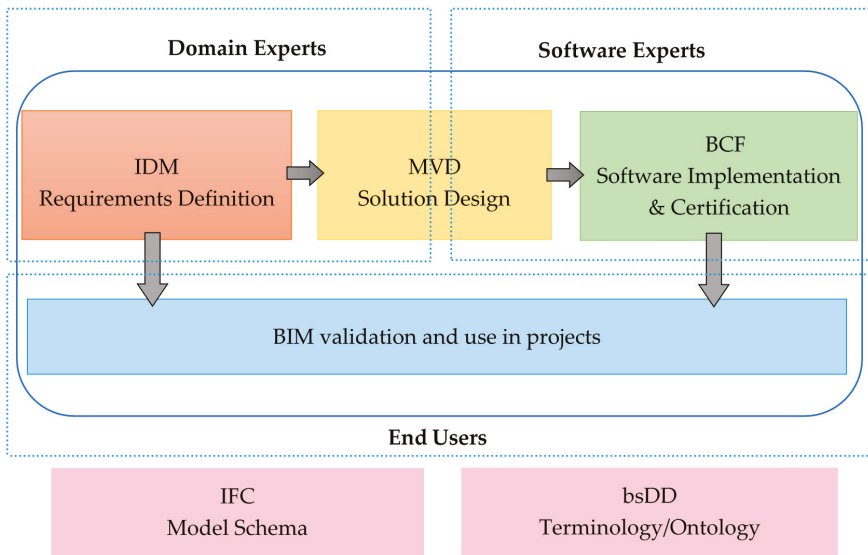 Domain Experts
Software Experts
IDM
Requirements Definition
MVD
Solution Design
BCF
Software Implementation
& Certification
BIM validation and use in projects
End Users
IFC
Model Schema
bsDD
Terminology/Ontology